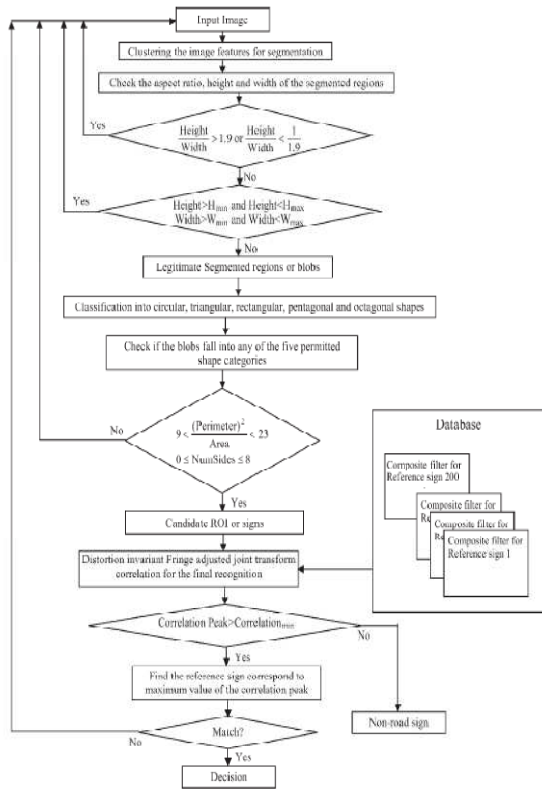 Input Image
Clustering the image features for segmentation
Check the aspect ratio, height and width of the segmented regions
Yes
Height/Width > 1.9 or Height/Width < 1/1.9
No
Yes
Height>Hmin and Height<Hmax
Width>Wmin and Width<Wmax
No
Legitimate Segmented regions or blobs
Classification into circular, triangular, rectangular, pentagonal and octagonal shapes
Check if the blobs fall into any of the five permitted
shape categories
No
9 < (Perimeter)²/Area < 23
0 ≤ NumSides ≤ 8
Yes
Candidate ROI or signs
Database
Composite filter for
Reference sign 200
Composite filter for
Composite filter for
Composite filter for
Reference sign 1
Distortion invariant Fringe adjusted joint transform
correlation for the final recognition
Correlation Peak>Correlationmin
No
Yes
Find the reference sign correspond to
maximum value of the correlation peak
Non-road sign
Match?
No
Yes
Decision